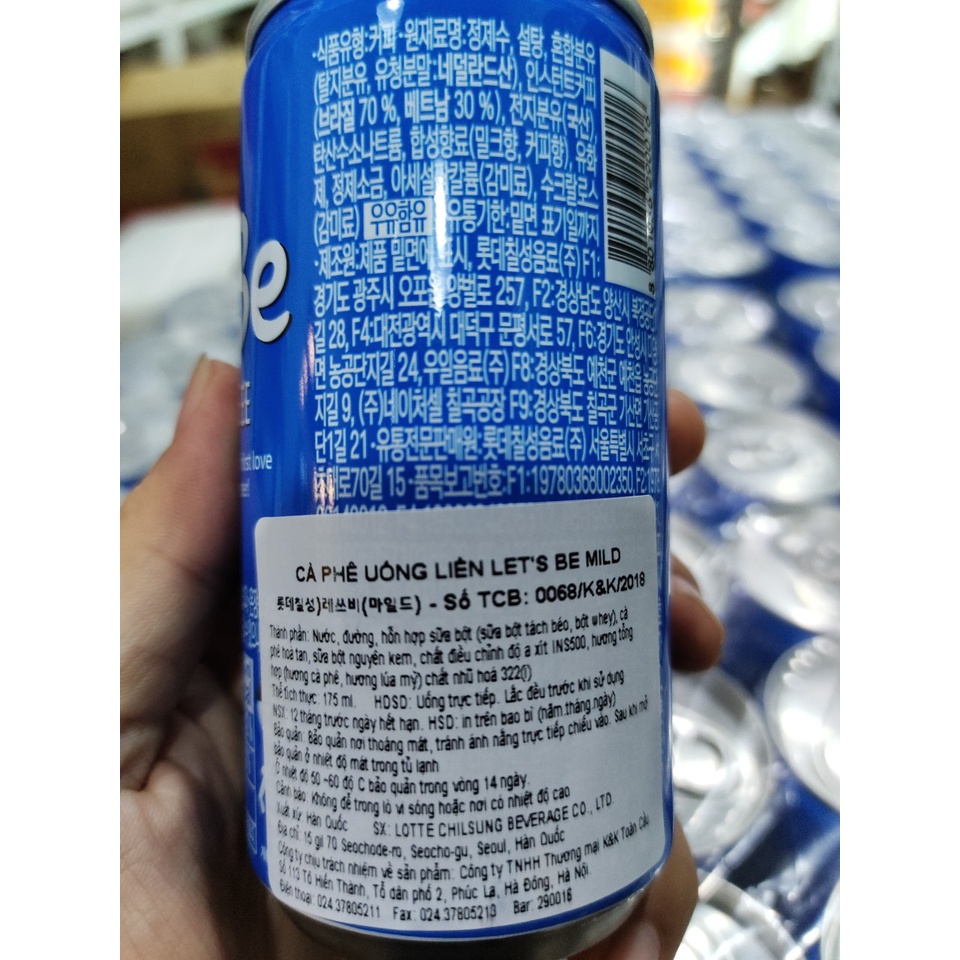 ·식품유형:커피 ·원재료명:정제수, 설탕, 혼합분유
(탈지분유, 유청분말:네덜란드산), 인스턴트커피
(브라질 70 %, 베트남 30 %), 전지분유(국산),
탄산수소나트륨, 합성향료(밀크향, 커피향), 유화
제, 정제소금, 아세설팜칼륨(감미료), 수크랄로스
(감미료) 우유함유 ·유통기한:밑면 표기일까지
·제조원:제품 밑면에 표시, 롯데칠성음료(주) F1:
경기도 광주시 오포읍 양벌로 257, F2:경상남도 양산시
길 28, F4:대전광역시 대덕구 문평서로 57, F6:경기도 안성시
면 농공단지길 24, 우일음료(주) F8:경상북도 예천군 예천읍
지길 9, (주)네이처셀 칠곡공장 F9:경상북도 칠곡군 기산면
단1길 21 ·유통전문판매원:롯데칠성음료(주) 서울특별시
70길 15 ·품목보고번호:F1:19780368002350, F2:
Be
first love
CÀ PHÊ UỐNG LIỀN LET'S BE MILD
롯데칠성)레쓰비(마일드) - Số TCB: 0068/K&K/2018
Thành phần: Nước, đường, hỗn hợp sữa bột (sữa bột tách béo, bột whey), cà
phê hoà tan, sữa bột nguyên kem, chất điều chỉnh độ a xít INS500, hương tổng
hợp (hương cà phê, hương lúa mỳ) chất nhũ hoá 322(i)
Thể tích thực: 175 ml. HDSD: Uống trực tiếp. Lắc đều trước khi sử dụng
NSX: 12 tháng trước ngày hết hạn. HSD: in trên bao bì (năm.tháng.ngày)
Bảo quản: Bảo quản nơi thoáng mát, tránh ánh nắng trực tiếp chiếu vào. Sau khi mở
bảo quản ở nhiệt độ mát trong tủ lạnh
Ở nhiệt độ 50 ~60 độ C bảo quản trong vòng 14 ngày.
Cảnh báo: Không để trong lò vi sóng hoặc nơi có nhiệt độ cao
Xuất xứ: Hàn Quốc SX: LOTTE CHILSUNG BEVERAGE CO., LTD.
Địa chỉ: 15 gil 70 Seochode-ro, Seocho-gu, Seoul, Hàn Quốc
Công ty chịu trách nhiệm về sản phẩm: Công ty TNHH Thương mại K&K Toàn Cầu
Số 113 Tô Hiến Thành, Tổ dân phố 2, Phúc La, Hà Đông, Hà Nội
Điện thoại: 024.37805211 Fax: 024.37805213 Bar: 290016